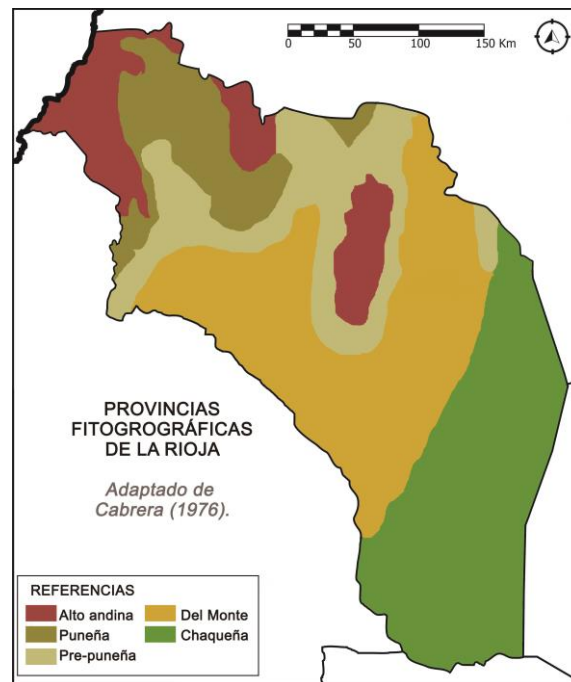 0 50 100 150 Km
PROVINCIAS
FITOGROGRÁFICAS
DE LA RIOJA
Adaptado de
Cabrera (1976).
REFERENCIAS
Alto andina
Del Monte
Puneña
Chaqueña
Pre-puneña